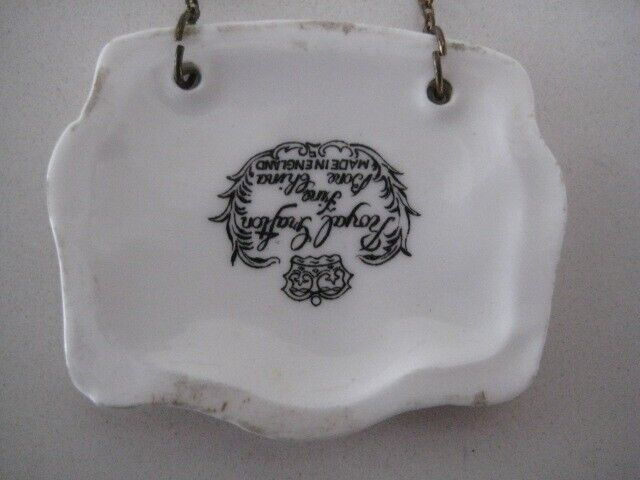 Royal Grafton
Fine
Bone China
MADE IN ENGLAND